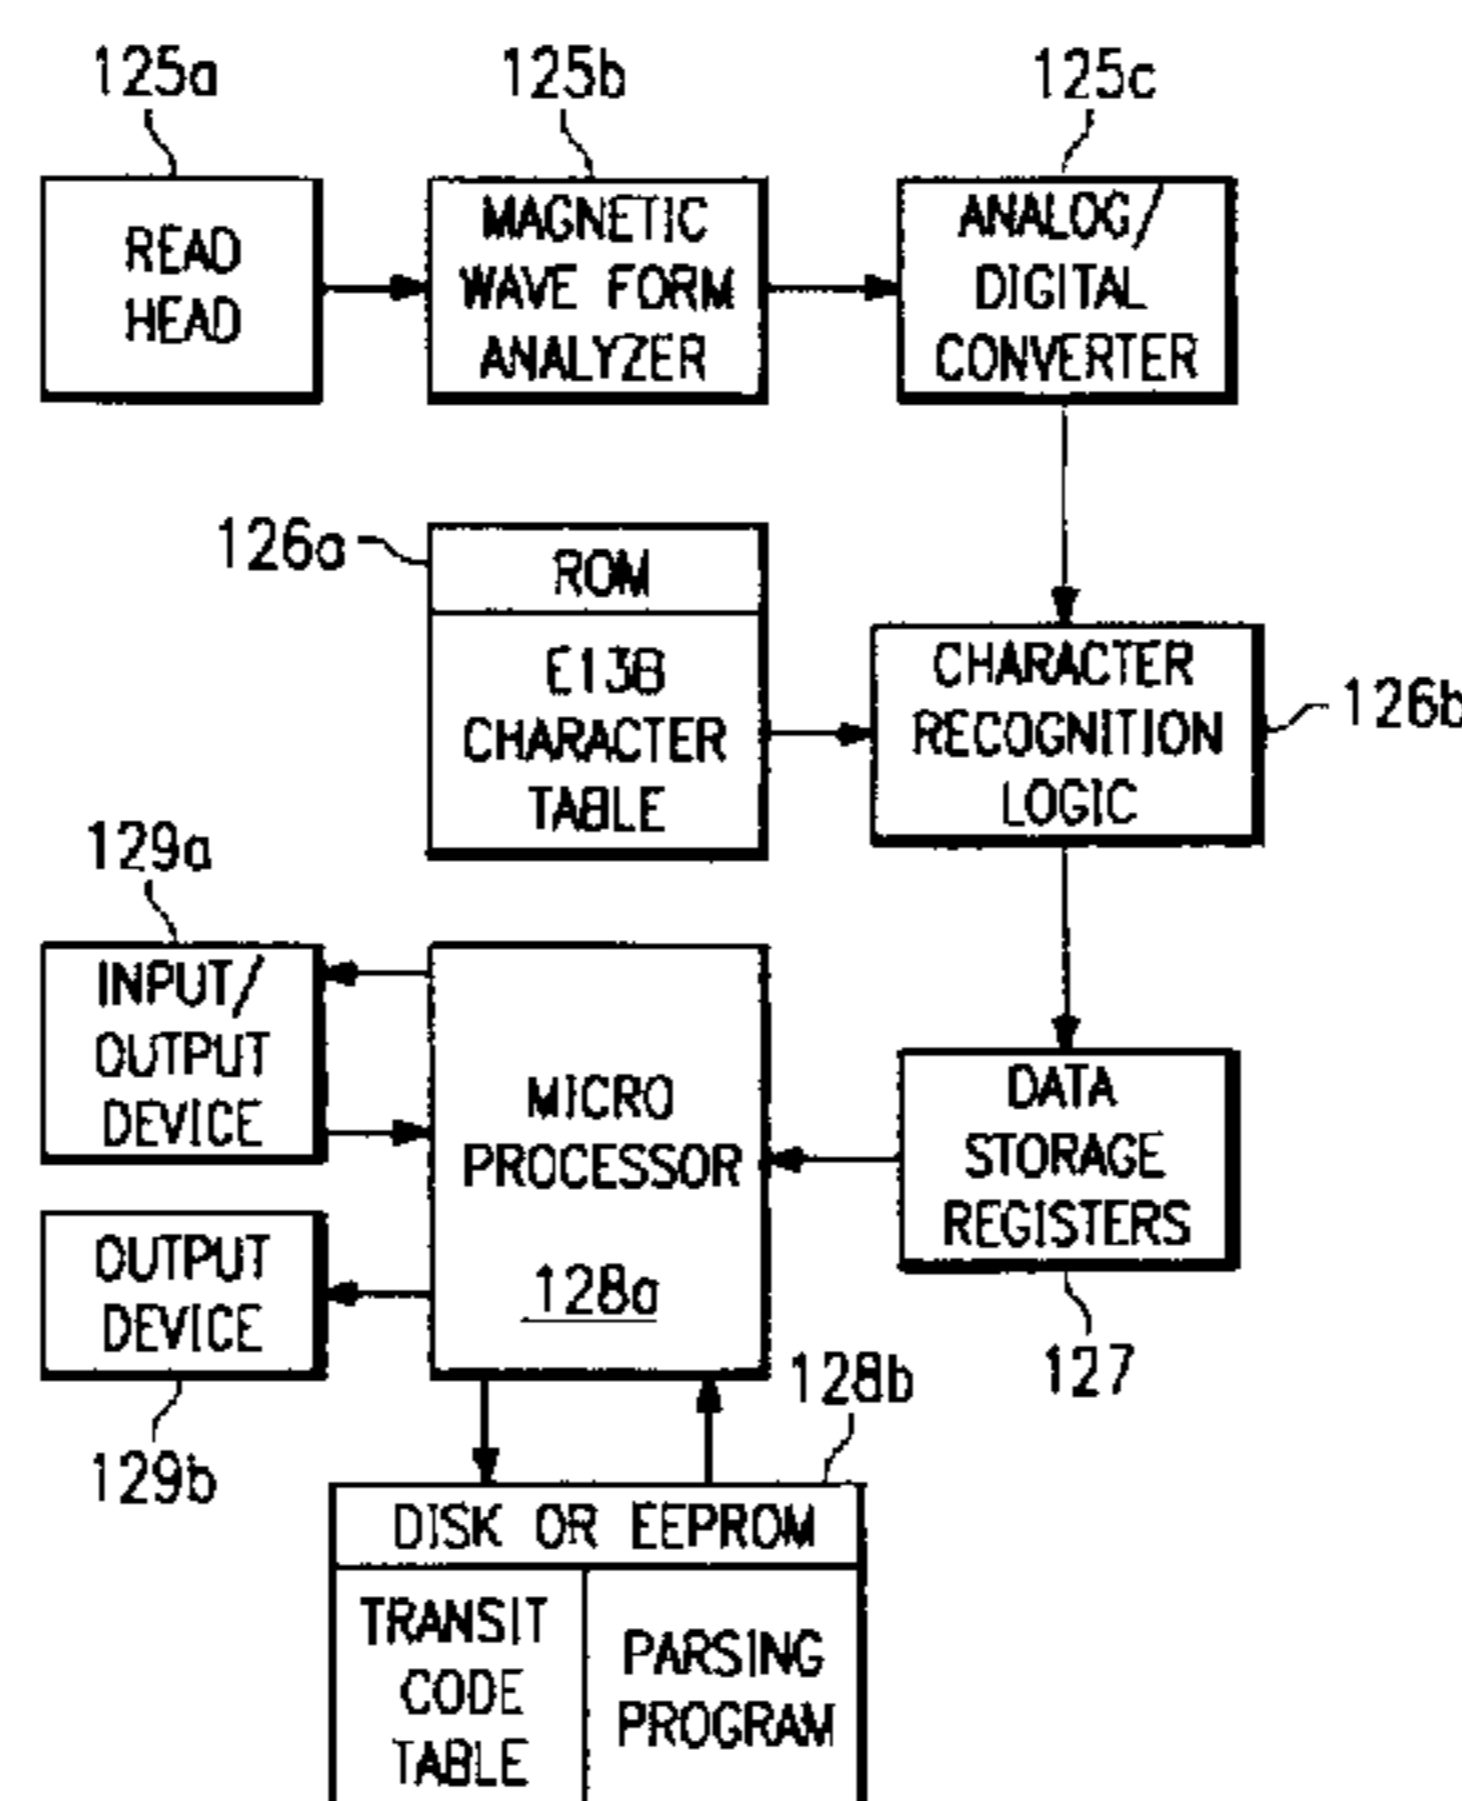 125a
125b
125c
READ
HEAD
MAGNETIC
WAVE FORM
ANALYZER
ANALOG/
DIGITAL
CONVERTER
126a
ROM
E13B
CHARACTER
TABLE
CHARACTER
RECOGNITION
LOGIC
126b
129a
INPUT/
OUTPUT
DEVICE
MICRO
PROCESSOR
128a
DATA
STORAGE
REGISTERS
127
OUTPUT
DEVICE
129b
128b
DISK OR EEPROM
TRANSIT
CODE
TABLE
PARSING
PROGRAM